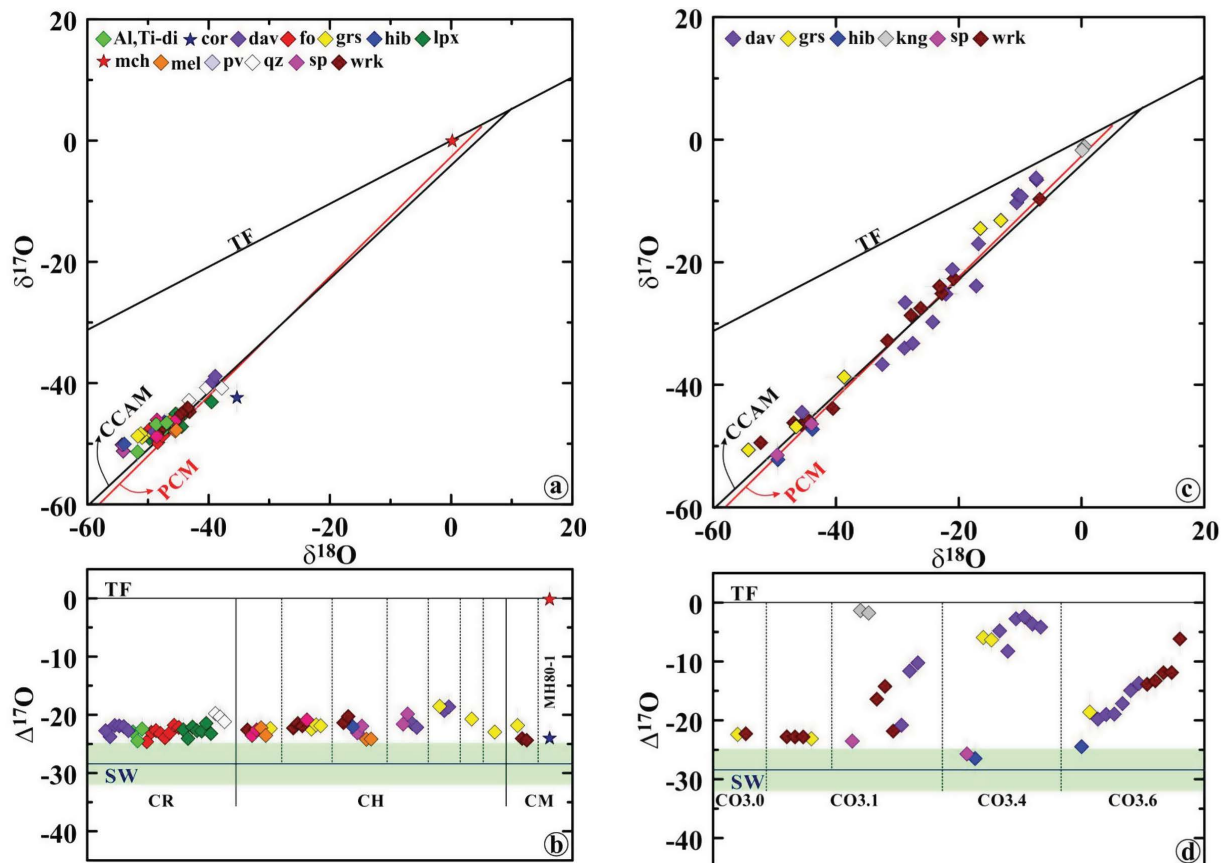 Al,Ti-di cor dav fo grs hib lpx
mch mel pv qz sp wrk
20
0
-20
-40
-60
δ¹⁷O
TF
CCAM
PCM
a
-60 -40 -20 0 20
δ¹⁸O
TF
0
-10
-20
-30
-40
Δ¹⁷O
MH80-1
SW
CR CH CM
b
dav grs hib kng sp wrk
20
0
-20
-40
-60
δ¹⁷O
TF
CCAM
PCM
c
-60 -40 -20 0 20
δ¹⁸O
TF
0
-10
-20
-30
-40
Δ¹⁷O
SW
CO3.0 CO3.1 CO3.4 CO3.6
d